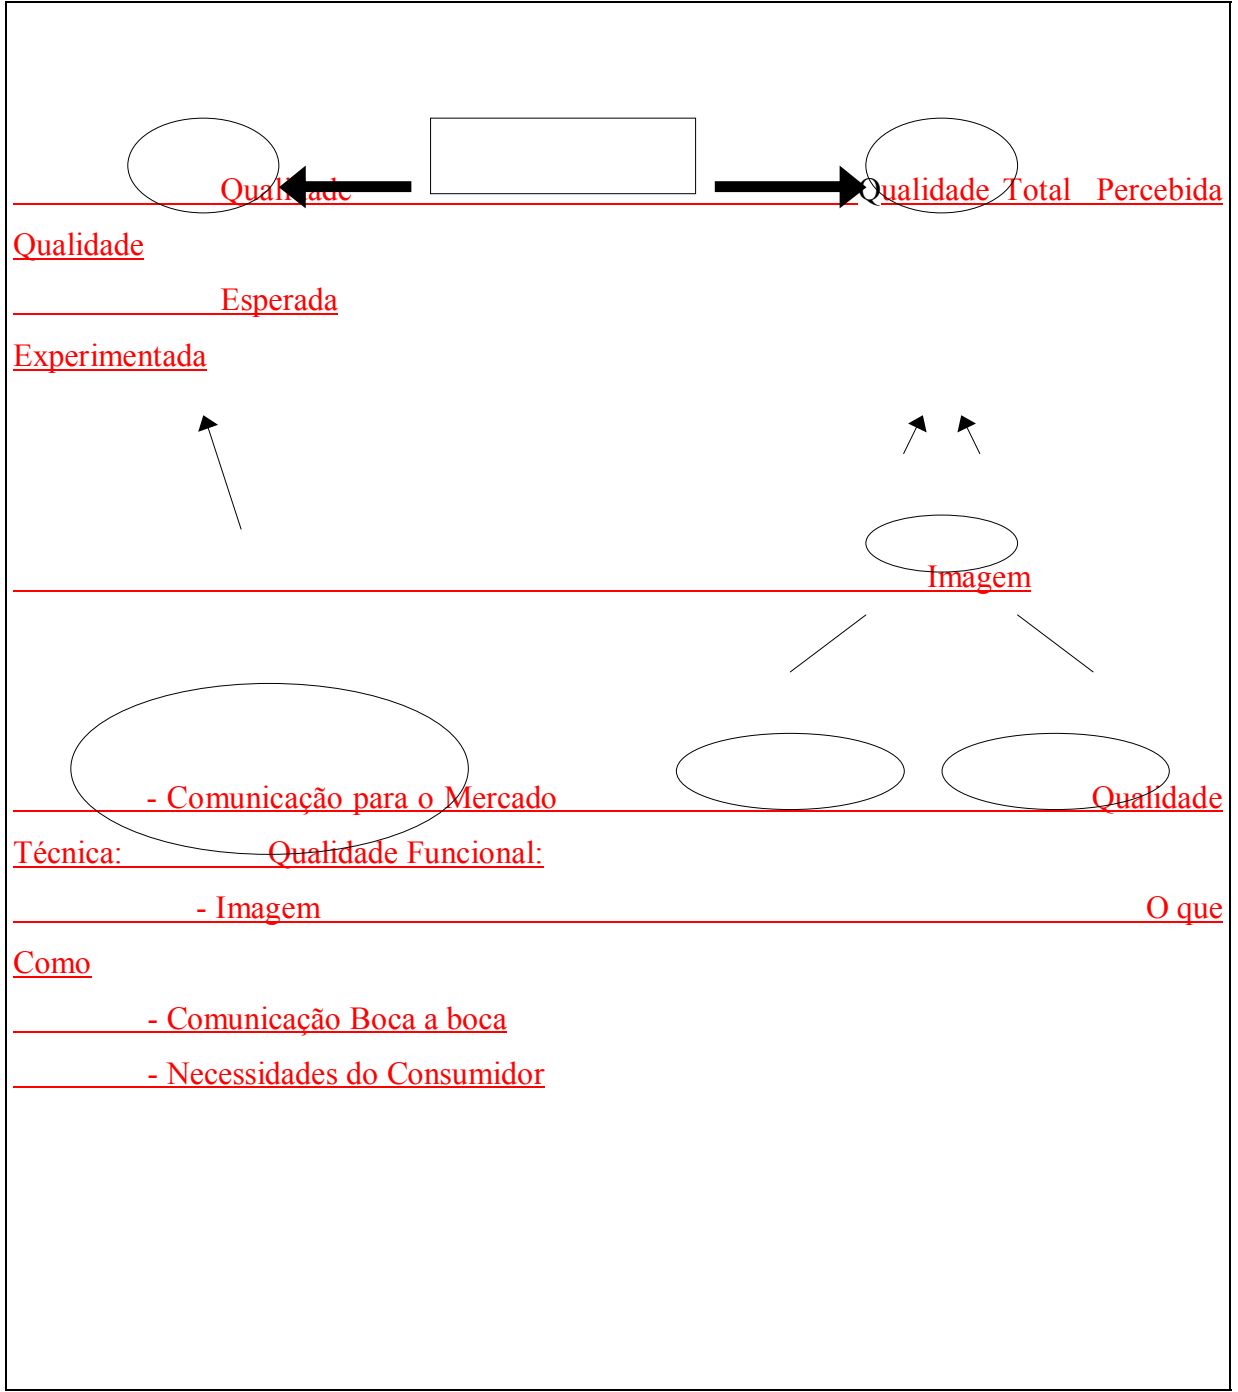 Qualidade Qualidade Total Percebida
Qualidade
Esperada
Experimentada
Imagem
- Comunicação para o Mercado Qualidade
Técnica: Qualidade Funcional:
- Imagem O que
Como
- Comunicação Boca a boca
- Necessidades do Consumidor